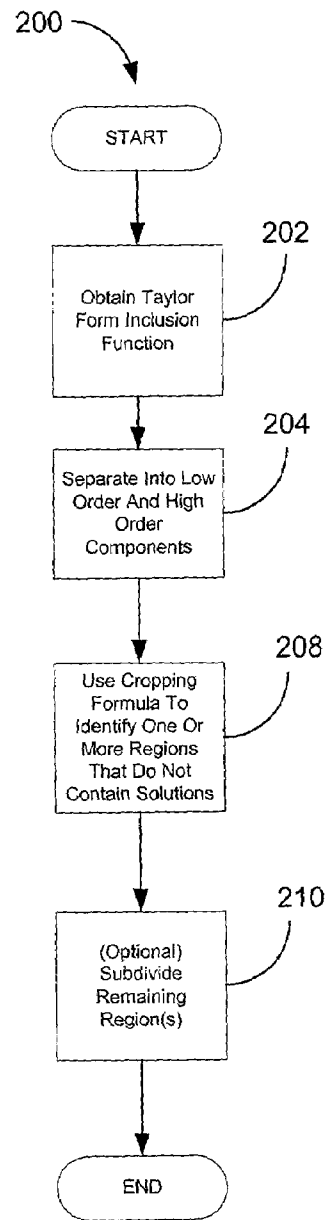 200
START
202
Obtain Taylor
Form Inclusion
Function
204
Separate Into Low
Order And High
Order
Components
208
Use Cropping
Formula To
Identify One Or
More Regions
That Do Not
Contain Solutions
210
(Optional)
Subdivide
Remaining
Region(s)
END